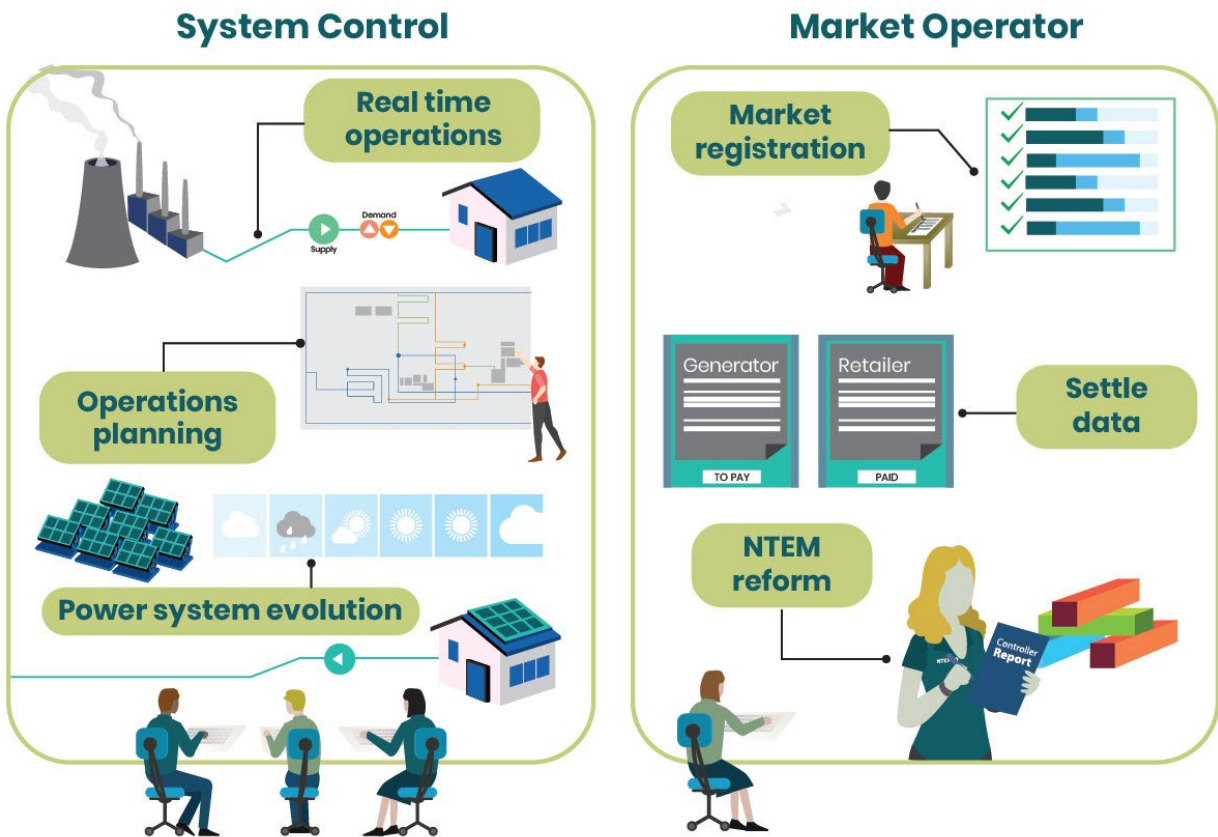 System Control
Real time
operations
Demand
Supply
Operations
planning
Power system evolution
Market Operator
Market
registration
Generator
Retailer
TO PAY
PAID
Settle
data
NTEM
reform
Controller
Report